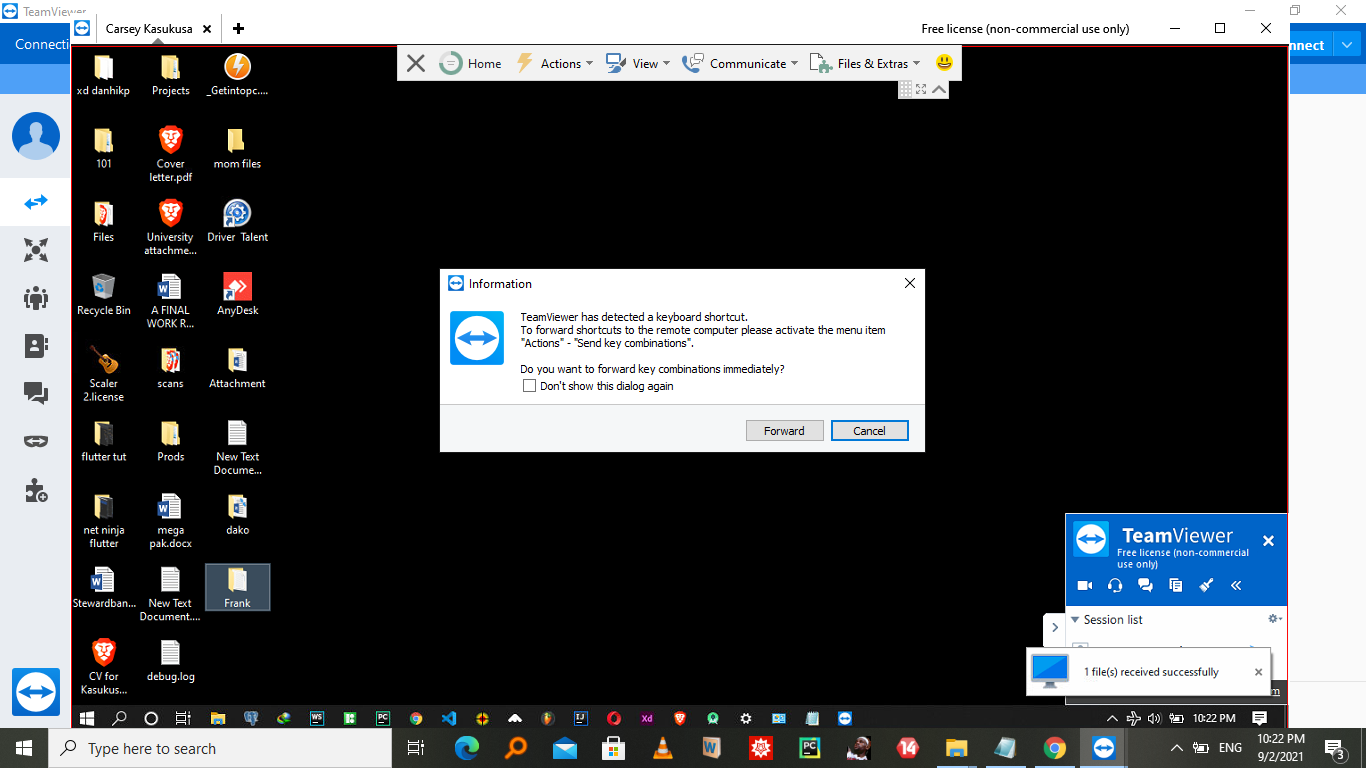 TeamViewer
Connecti
nnect
Carsey Kasukusa
Free license (non-commercial use only)
Home
Actions
View
Communicate
Files & Extras
xd danhikp
Projects
_Getintopc....
101
Cover
letter.pdf
mom files
Files
University
attachme...
Driver Talent
Recycle Bin
A FINAL
WORK R...
AnyDesk
Scaler
2.license
scans
Attachment
flutter tut
Prods
New Text
Docume...
net ninja
flutter
mega
pak.docx
dako
Stewardban...
New Text
Document....
Frank
CV for
Kasukus...
debug.log
Information
TeamViewer has detected a keyboard shortcut.
To forward shortcuts to the remote computer please activate the menu item
"Actions" - "Send key combinations".
Do you want to forward key combinations immediately?
Don't show this dialog again
Forward
Cancel
TeamViewer
Free license (non-commercial
use only)
Session list
1 file(s) received successfully
m
WS
PC
IJ
Xd
10:22 PM
Type here to search
W
PC
14
ENG
10:22 PM
9/2/2021
3